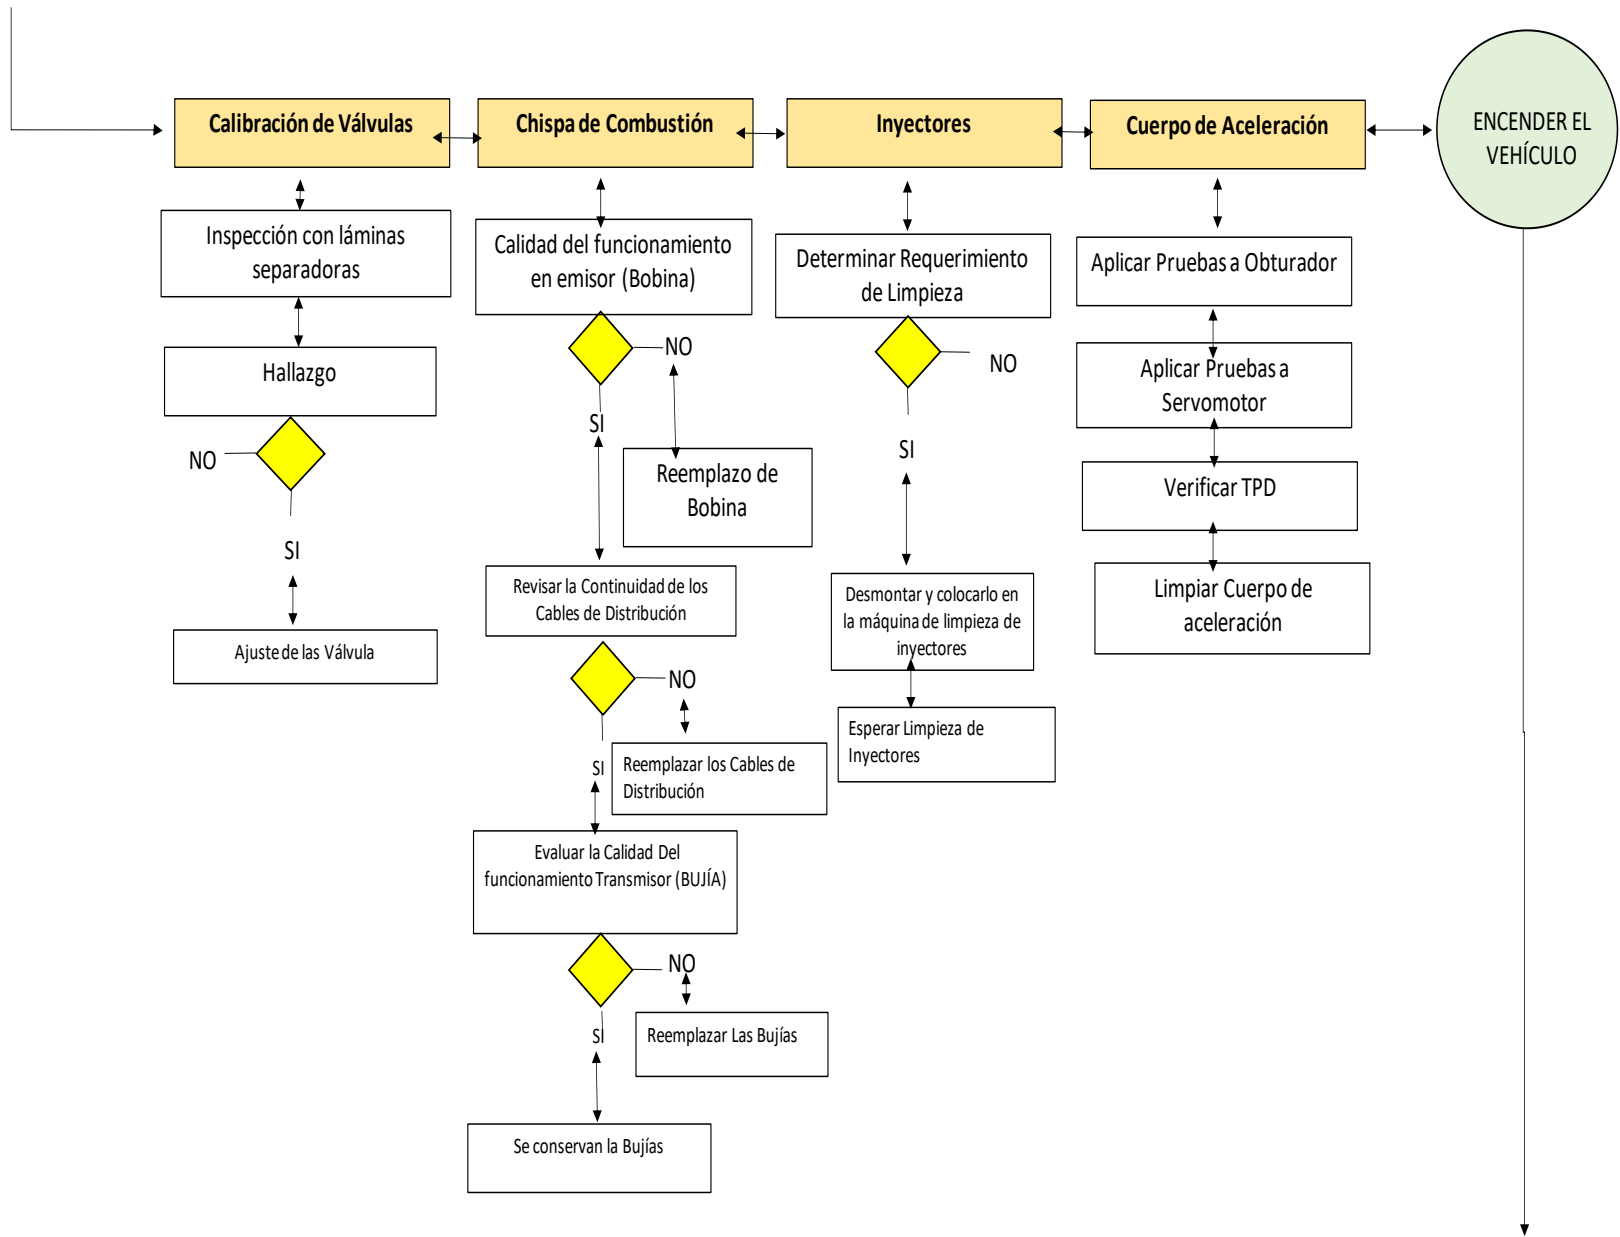 Calibración de Válvulas
Inspección con láminas
separadoras
Hallazgo
NO
SI
Ajuste de las Válvula
Chispa de Combustión
Calidad del funcionamiento
en emisor (Bobina)
NO
SI
Reemplazo de
Bobina
Revisar la Continuidad de los
Cables de Distribución
NO
SI
Reemplazar los Cables de
Distribución
Evaluar la Calidad Del
funcionamiento Transmisor (BUJÍA)
NO
SI
Reemplazar Las Bujías
Se conservan la Bujías
Inyectores
Determinar Requerimiento
de Limpieza
NO
SI
Desmontar y colocarlo en
la máquina de limpieza de
inyectores
Esperar Limpieza de
Inyectores
Cuerpo de Aceleración
Aplicar Pruebas a Obturador
Aplicar Pruebas a
Servomotor
Verificar TPD
Limpiar Cuerpo de
aceleración
ENCENDER EL
VEHÍCULO